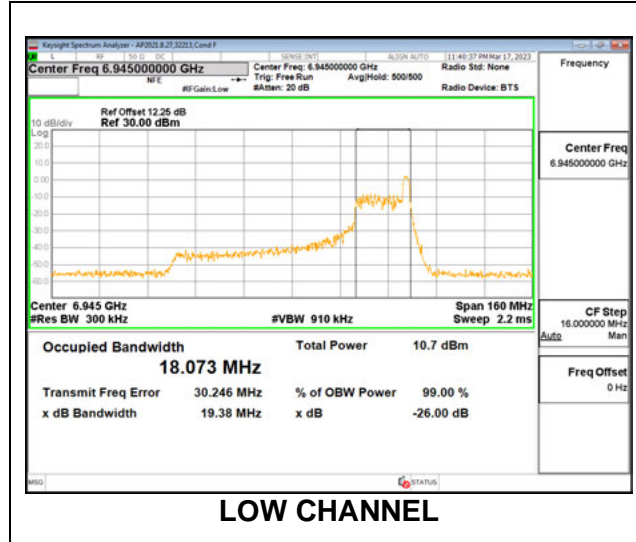 Keysight Spectrum Analyzer - AP2021.8.27,32213,Cond F
L RF 50 Ω DC SENSE:INT ALIGN AUTO 11:40:37 PM Mar 17, 2023
Center Freq 6.945000000 GHz Center Freq: 6.945000000 GHz Radio Std: None Frequency
NFE Trig: Free Run Avg|Hold: 500/500
#IFGain:Low #Atten: 20 dB Radio Device: BTS
Ref Offset 12.25 dB
10 dB/div Ref 30.00 dBm
Log
20.0
10.0
0.00
-10.0
-20.0
-30.0
-40.0
-50.0
-60.0
Center Freq
6.945000000 GHz
Center 6.945 GHz Span 160 MHz
#Res BW 300 kHz #VBW 910 kHz Sweep 2.2 ms
CF Step
16.000000 MHz
Auto Man
Occupied Bandwidth Total Power 10.7 dBm
18.073 MHz
Freq Offset
0 Hz
Transmit Freq Error 30.246 MHz % of OBW Power 99.00 %
x dB Bandwidth 19.38 MHz x dB -26.00 dB
MSG STATUS
LOW CHANNEL